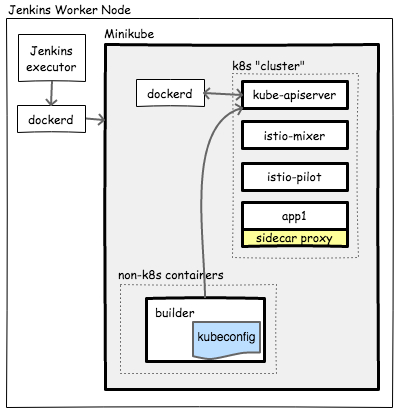 Jenkins Worker Node
Minikube
Jenkins
executor
dockerd
k8s "cluster"
dockerd
kube-apiserver
istio-mixer
istio-pilot
app1
sidecar proxy
non-k8s containers
builder
kubeconfig